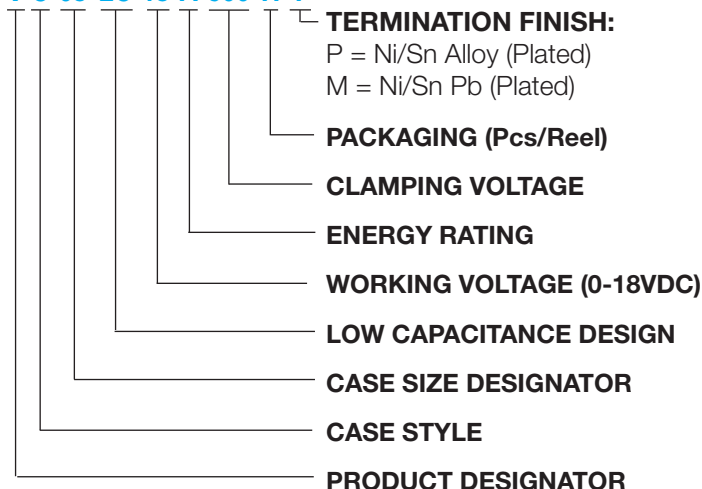 TERMINATION FINISH:
P = Ni/Sn Alloy (Plated)
M = Ni/Sn Pb (Plated)
PACKAGING (Pcs/Reel)
CLAMPING VOLTAGE
ENERGY RATING
WORKING VOLTAGE (0-18VDC)
LOW CAPACITANCE DESIGN
CASE SIZE DESIGNATOR
CASE STYLE
PRODUCT DESIGNATOR